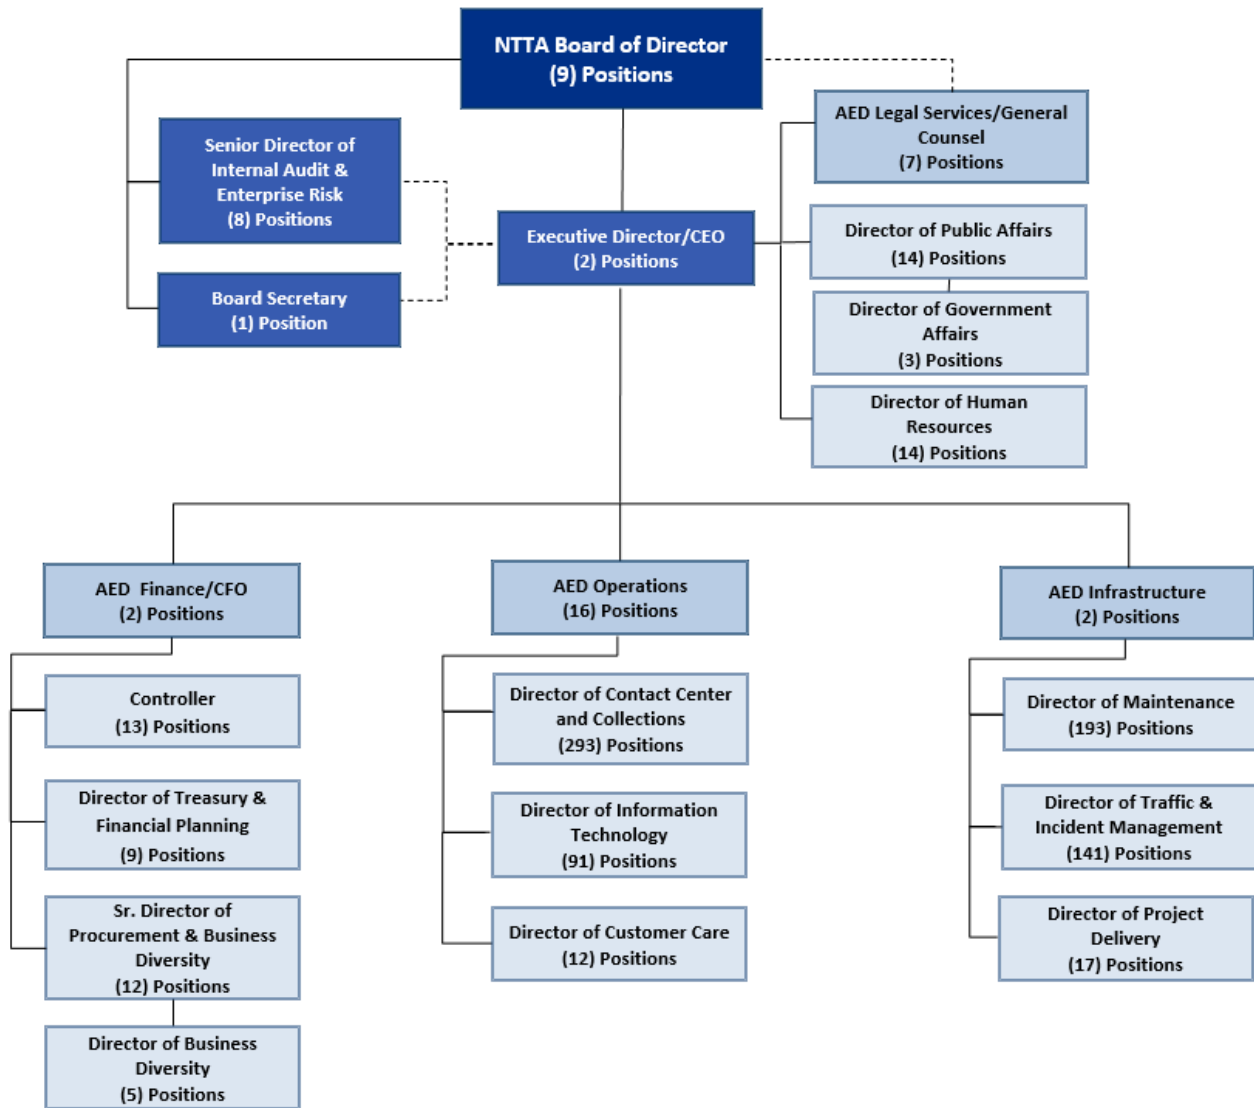 NTTA Board of Director
(9) Positions
Senior Director of
Internal Audit &
Enterprise Risk
(8) Positions
Board Secretary
(1) Position
Executive Director/CEO
(2) Positions
AED Legal Services/General
Counsel
(7) Positions
Director of Public Affairs
(14) Positions
Director of Government
Affairs
(3) Positions
Director of Human
Resources
(14) Positions
AED Finance/CFO
(2) Positions
Controller
(13) Positions
Director of Treasury &
Financial Planning
(9) Positions
Sr. Director of
Procurement & Business
Diversity
(12) Positions
Director of Business
Diversity
(5) Positions
AED Operations
(16) Positions
Director of Contact Center
and Collections
(293) Positions
Director of Information
Technology
(91) Positions
Director of Customer Care
(12) Positions
AED Infrastructure
(2) Positions
Director of Maintenance
(193) Positions
Director of Traffic &
Incident Management
(141) Positions
Director of Project
Delivery
(17) Positions